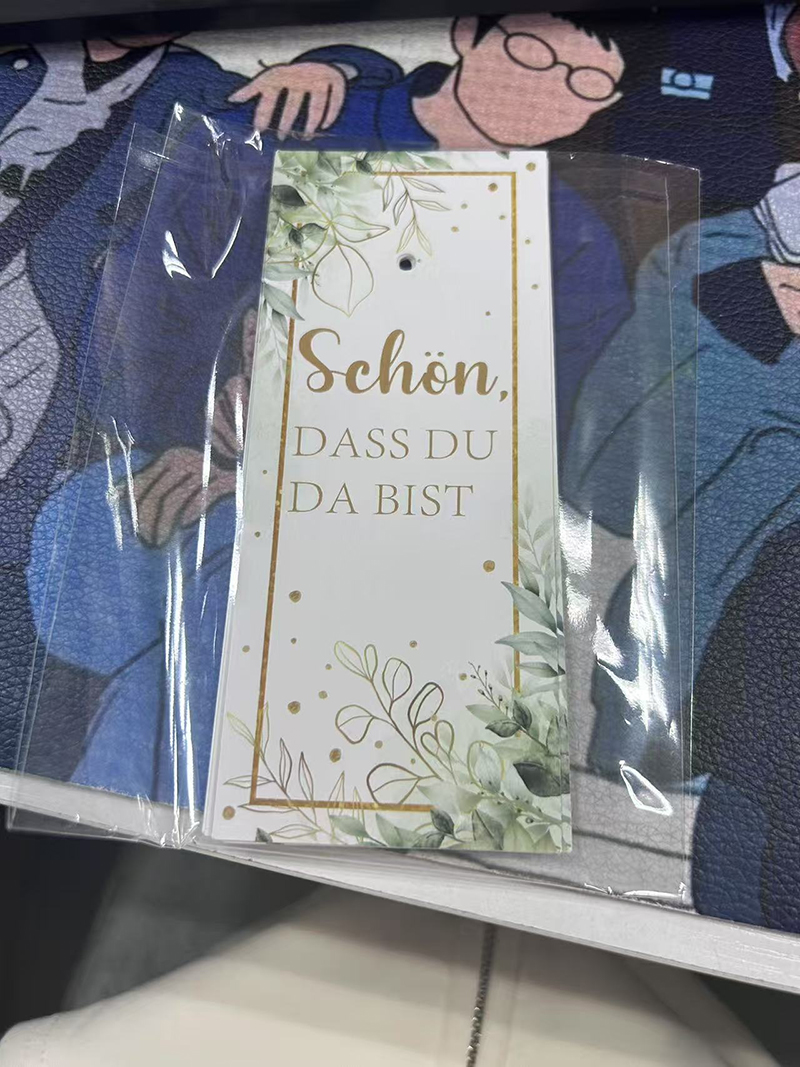 Schön,
DASS DU
DA BIST